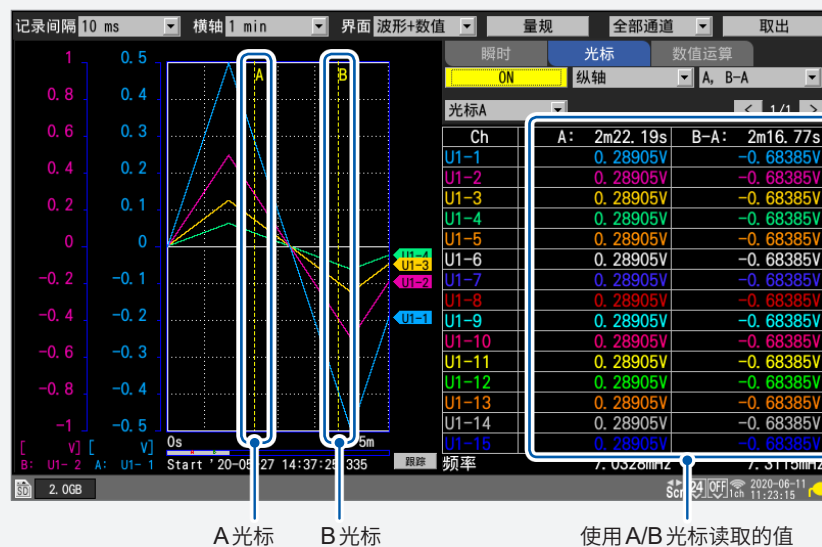 记录间隔 10 ms 横轴 1 min 界面 波形+数值 量规 全部通道 取出
瞬时 光标 数值运算
ON 纵轴 A, B-A
光标A < 1/1 >
Ch A: 2m22.19s B-A: 2m16.77s
U1-1 0.28905V -0.68385V
U1-2 0.28905V -0.68385V
U1-3 0.28905V -0.68385V
U1-4 0.28905V -0.68385V
U1-5 0.28905V -0.68385V
U1-6 0.28905V -0.68385V
U1-7 0.28905V -0.68385V
U1-8 0.28905V -0.68385V
U1-9 0.28905V -0.68385V
U1-10 0.28905V -0.68385V
U1-11 0.28905V -0.68385V
U1-12 0.28905V -0.68385V
U1-13 0.28905V -0.68385V
U1-14 0.28905V -0.68385V
U1-15 0.28905V -0.68385V
频率 7.0328mHz 7.3115mHz
1 0.5
A B
0.8 0.4
0.6 0.3
0.4 0.2
0.2 0.1
0 0
U1-4
U1-3
-0.2 -0.1
U1-2
-0.4 -0.2
U1-1
-0.6 -0.3
-0.8 -0.4
-1 -0.5
[ V] [ V] 0s 5m
B: U1- 2 A: U1- 1 Start '20-05-27 14:37:25.335 跟踪
SD 2.0GB 24 OFF 1ch 2020-06-11
11:23:15
A光标 B光标 使用A/B光标读取的值